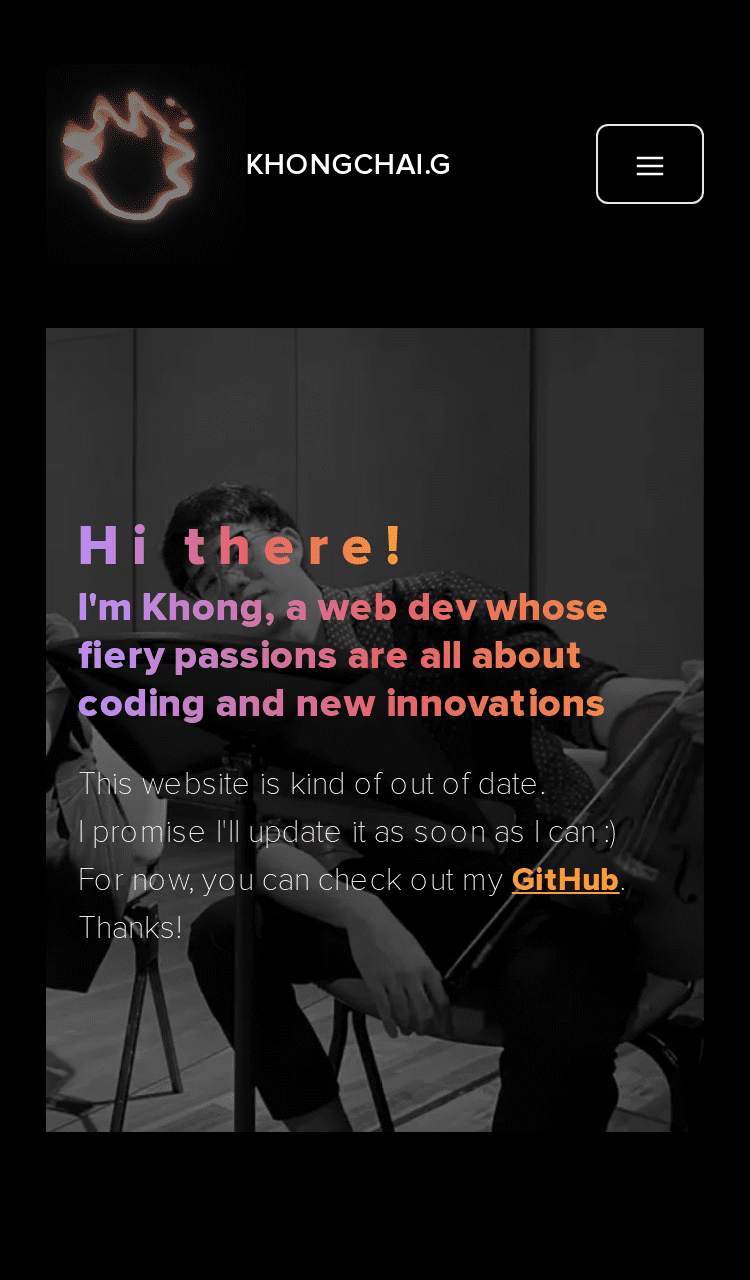 KHONGCHAI.G
Hi there!
I'm Khong, a web dev whose
fiery passions are all about
coding and new innovations
This website is kind of out of date.
I promise I'll update it as soon as I can :)
For now, you can check out my GitHub.
Thanks!